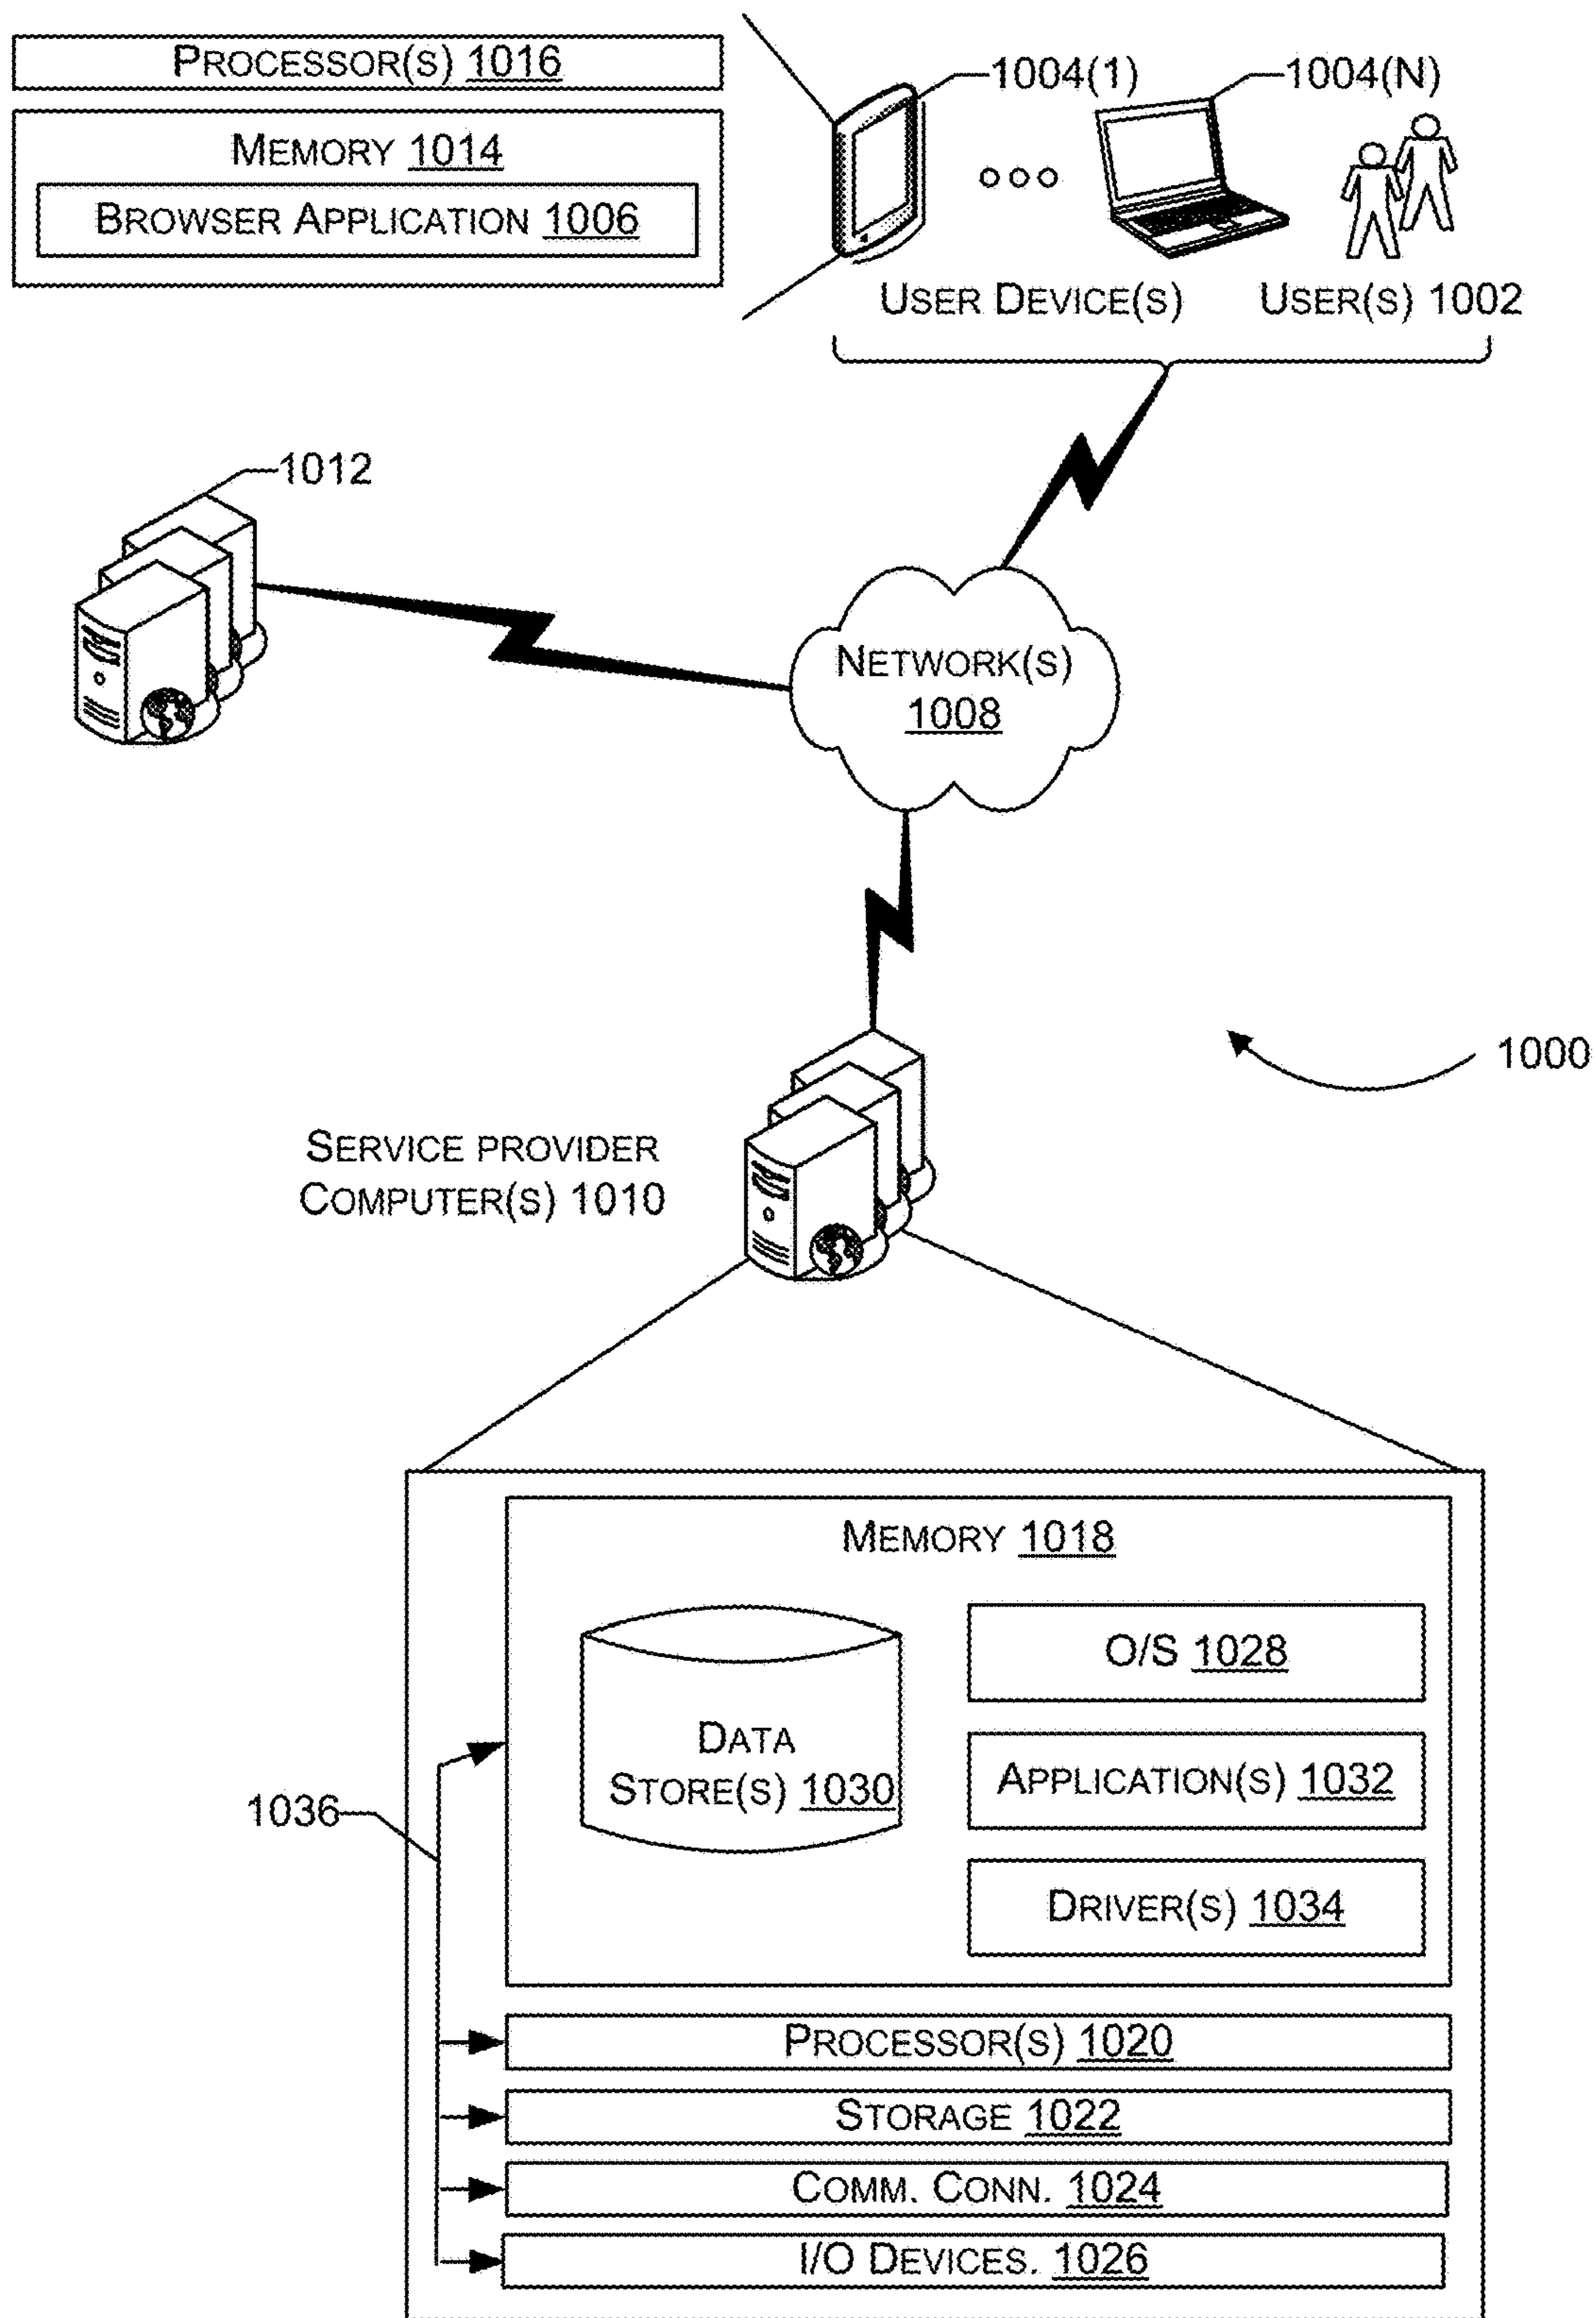 PROCESSOR(S) 1016
MEMORY 1014
BROWSER APPLICATION 1006
1004(1)
1004(N)
USER DEVICE(S)
USER(S) 1002
1012
NETWORK(S)
1008
1000
SERVICE PROVIDER
COMPUTER(S) 1010
MEMORY 1018
DATA
STORE(S) 1030
O/S 1028
APPLICATION(S) 1032
DRIVER(S) 1034
1036
PROCESSOR(S) 1020
STORAGE 1022
COMM. CONN. 1024
I/O DEVICES. 1026